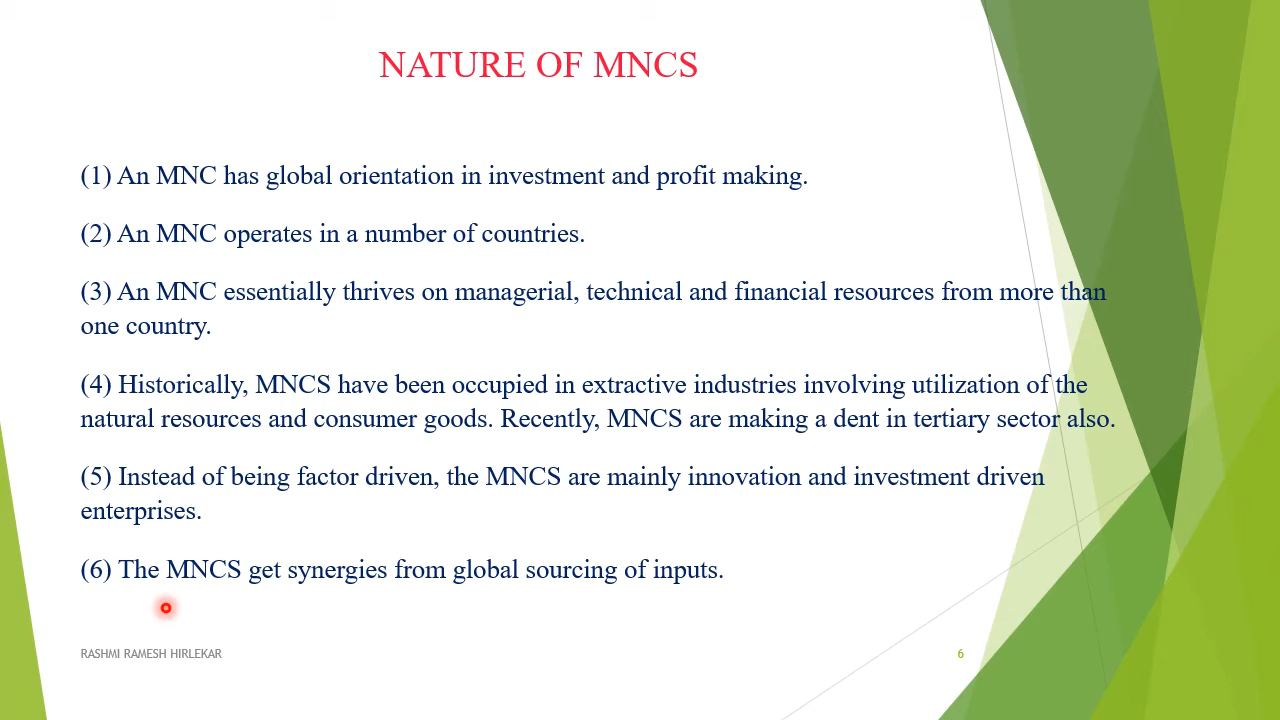 NATURE OF MNCS
(1) An MNC has global orientation in investment and profit making.
(2) An MNC operates in a number of countries.
(3) An MNC essentially thrives on managerial, technical and financial resources from more than
one country.
(4) Historically, MNCS have been occupied in extractive industries involving utilization of the
natural resources and consumer goods. Recently, MNCS are making a dent in tertiary sector also.
(5) Instead of being factor driven, the MNCS are mainly innovation and investment driven
enterprises.
(6) The MNCS get synergies from global sourcing of inputs.
RASHMI RAMESH HIRLEKAR
6